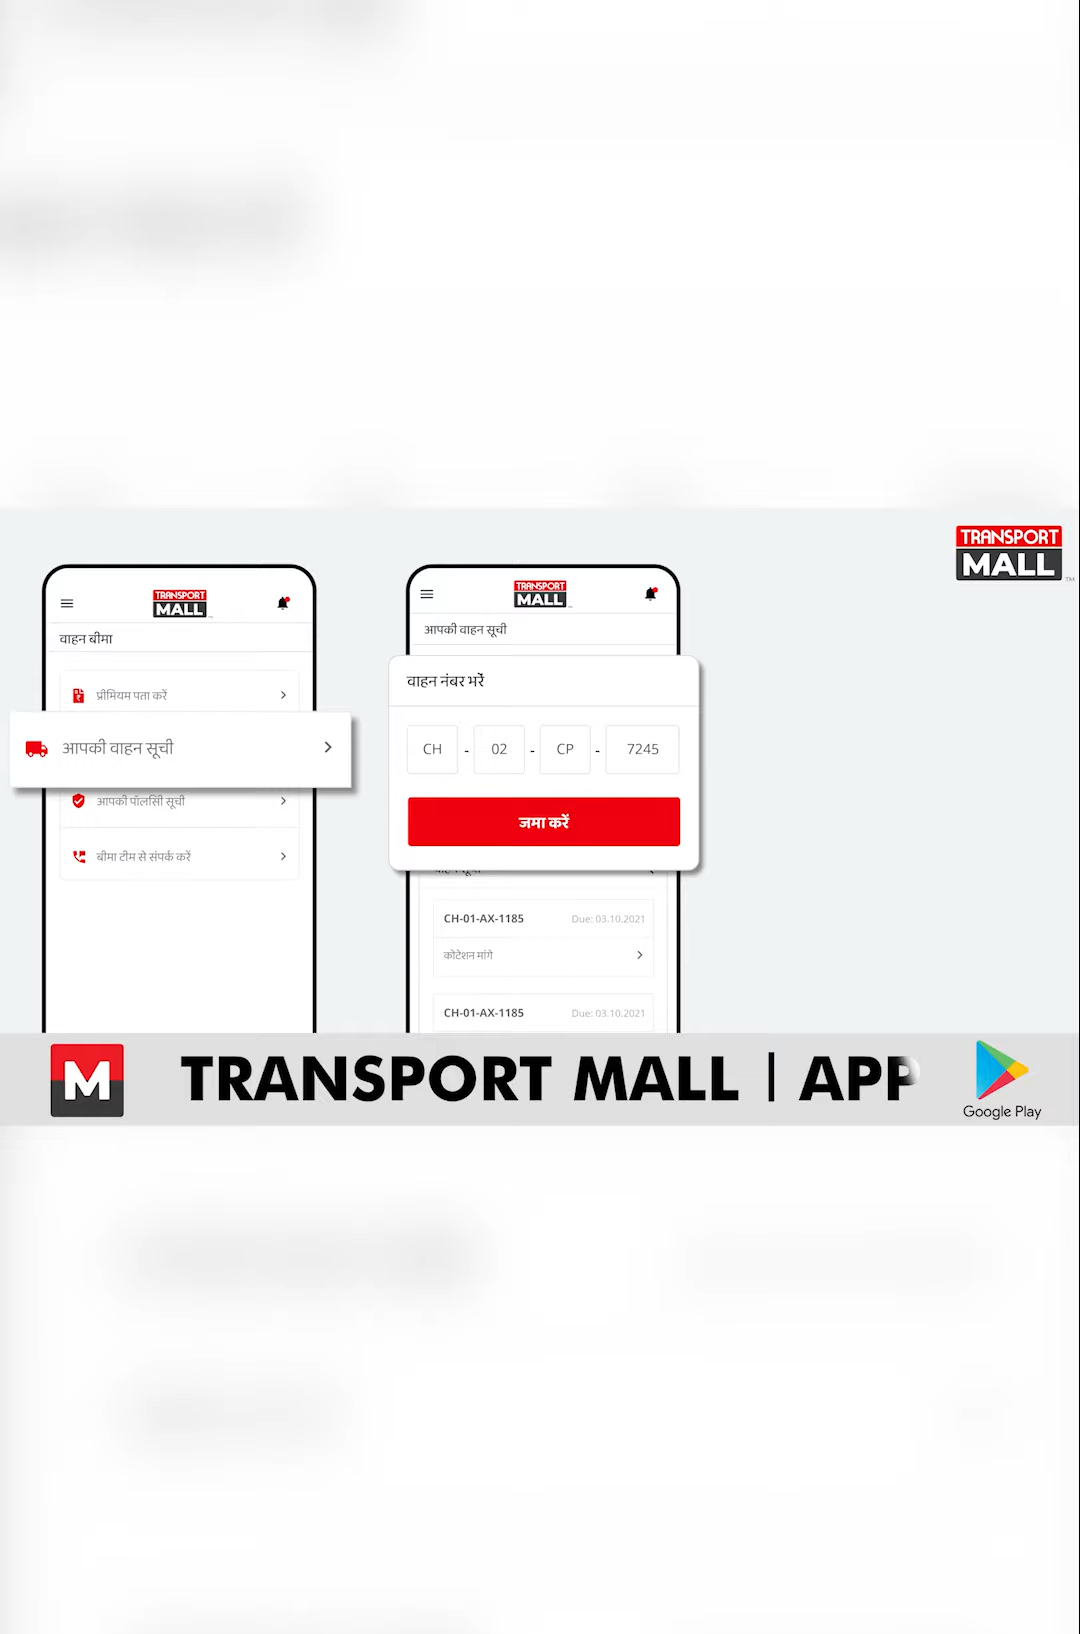 TRANSPORT
MALL
TM
TRANSPORT
MALL
वाहन बीमा
प्रीमियम पता करें
आपकी वाहन सूची
आपकी पॉलिसी सूची
बीमा टीम से संपर्क करें
TRANSPORT
MALL
आपकी वाहन सूची
वाहन नंबर भरें
CH - 02 - CP - 7245
जमा करें
CH-01-AX-1185 Due: 03.10.2021
कोटेशन मांगे
CH-01-AX-1185 Due: 03.10.2021
M TRANSPORT MALL | APP
Google Play